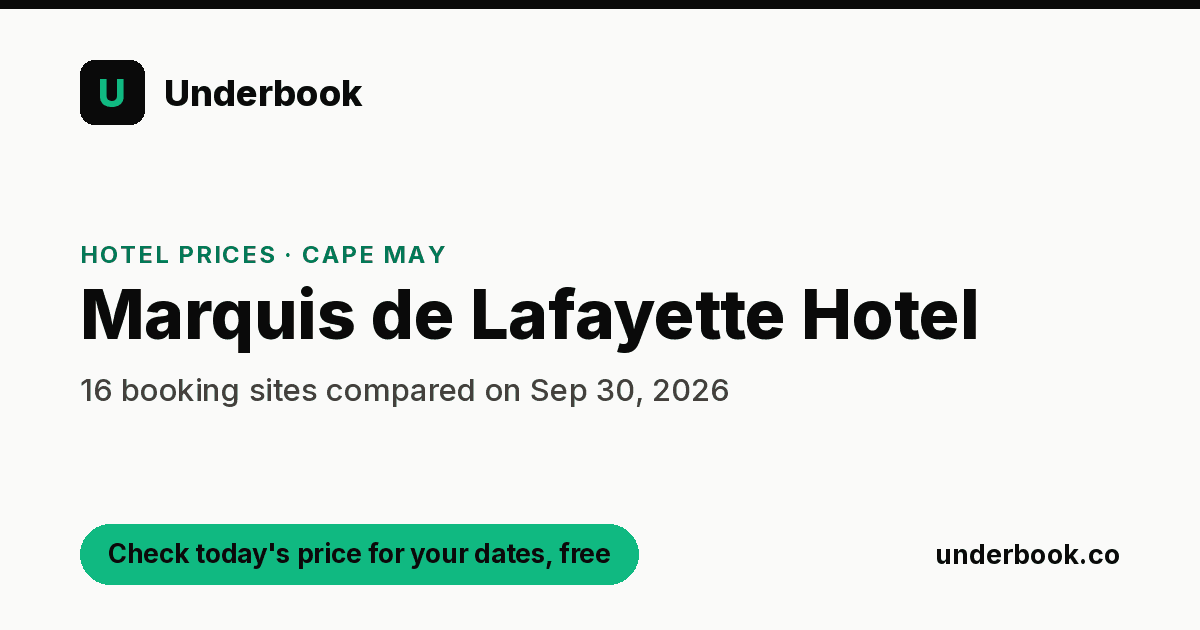 U Underbook
HOTEL PRICES · CAPE MAY
Marquis de Lafayette Hotel
16 booking sites compared on Sep 30, 2026
Check today's price for your dates, free
underbook.co